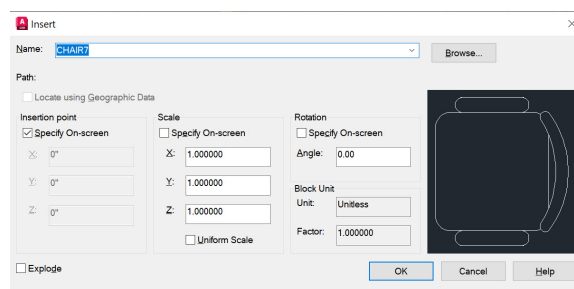 Insert
Name: CHAIR7 Browse...
Path:
Locate using Geographic Data
Insertion point
Specify On-screen
X: 0"
Y: 0"
Z: 0"
Scale
Specify On-screen
X: 1.000000
Y: 1.000000
Z: 1.000000
Uniform Scale
Rotation
Specify On-screen
Angle: 0.00
Block Unit
Unit: Unitless
Factor: 1.000000
Explode
OK Cancel Help